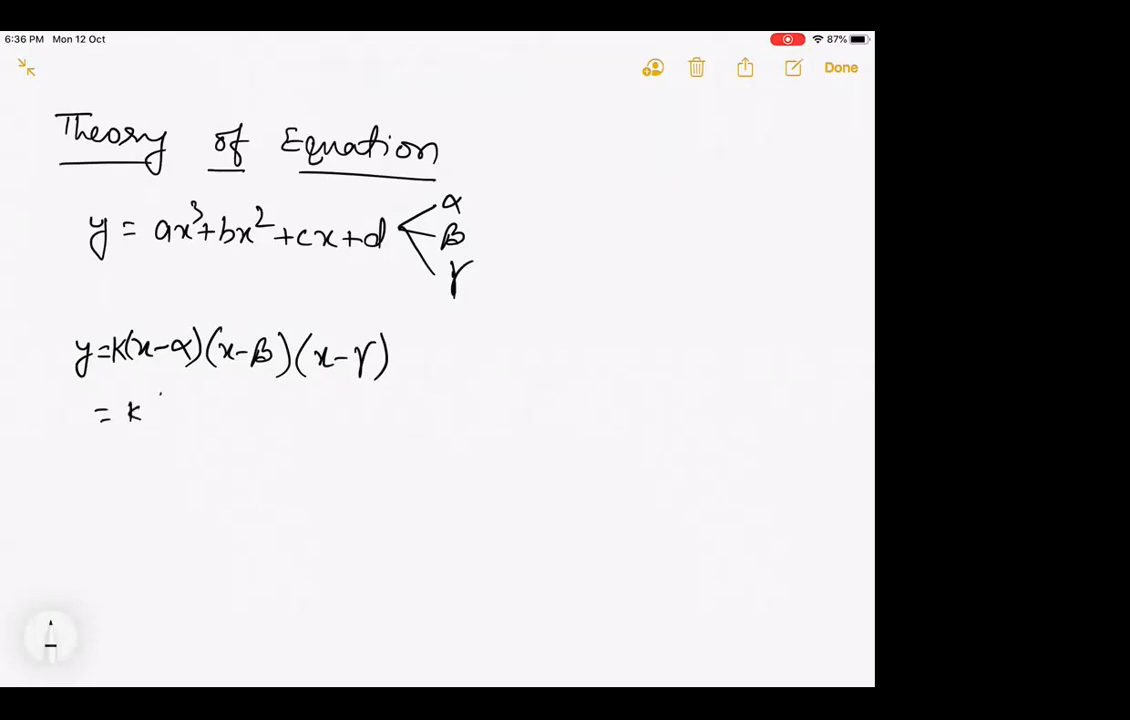 6:36 PM Mon 12 Oct 87%
Done
Theory of Equation
y = ax³+bx²+cx+d α β γ
y=k(x-α)(x-β)(x-γ)
= k